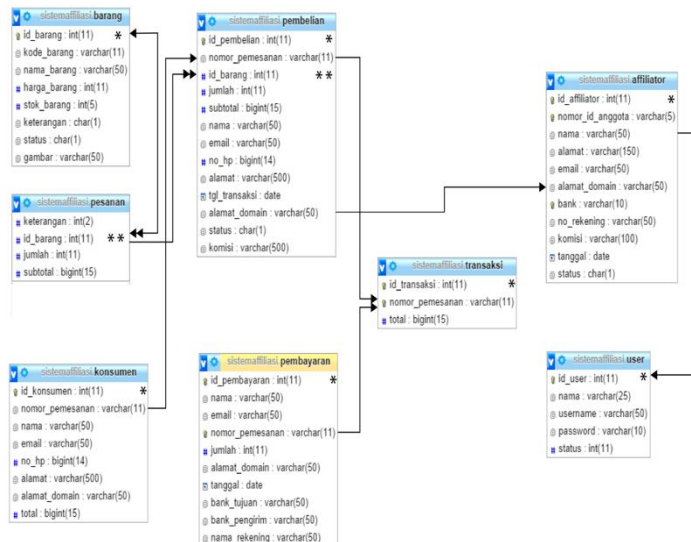 sistemaffiliasi.barang
id_barang : int(11) *
kode_barang : varchar(11)
nama_barang : varchar(50)
harga_barang : int(11)
stok_barang : int(5)
keterangan : char(1)
status : char(1)
gambar : varchar(50)
sistemaffiliasi.pesanan
keterangan : int(2)
id_barang : int(11) **
jumlah : int(11)
subtotal : bigint(15)
sistemaffiliasi.konsumen
id_konsumen : int(11) *
nomor_pemesanan : varchar(11)
nama : varchar(50)
email : varchar(50)
no_hp : bigint(14)
alamat : varchar(500)
alamat_domain : varchar(50)
total : bigint(15)
sistemaffiliasi.pembelian
id_pembelian : int(11) *
nomor_pemesanan : varchar(11)
id_barang : int(11) **
jumlah : int(11)
subtotal : bigint(15)
nama : varchar(50)
email : varchar(50)
no_hp : bigint(14)
alamat : varchar(500)
tgl_transaksi : date
alamat_domain : varchar(50)
status : char(1)
komisi : varchar(500)
sistemaffiliasi.pembayaran
id_pembayaran : int(11) *
nama : varchar(50)
email : varchar(50)
nomor_pemesanan : varchar(11)
jumlah : int(11)
alamat_domain : varchar(50)
tanggal : date
bank_tujuan : varchar(50)
bank_pengirim : varchar(50)
nama_rekening : varchar(50)
sistemaffiliasi.transaksi
id_transaksi : int(11) *
nomor_pemesanan : varchar(11)
total : bigint(15)
sistemaffiliasi.affiliator
id_affiliator : int(11) *
nomor_id_anggota : varchar(5)
nama : varchar(50)
alamat : varchar(150)
email : varchar(50)
alamat_domain : varchar(50)
bank : varchar(10)
no_rekening : varchar(50)
komisi : varchar(100)
tanggal : date
status : char(1)
sistemaffiliasi.user
id_user : int(11) *
nama : varchar(25)
username : varchar(50)
password : varchar(10)
status : int(11)